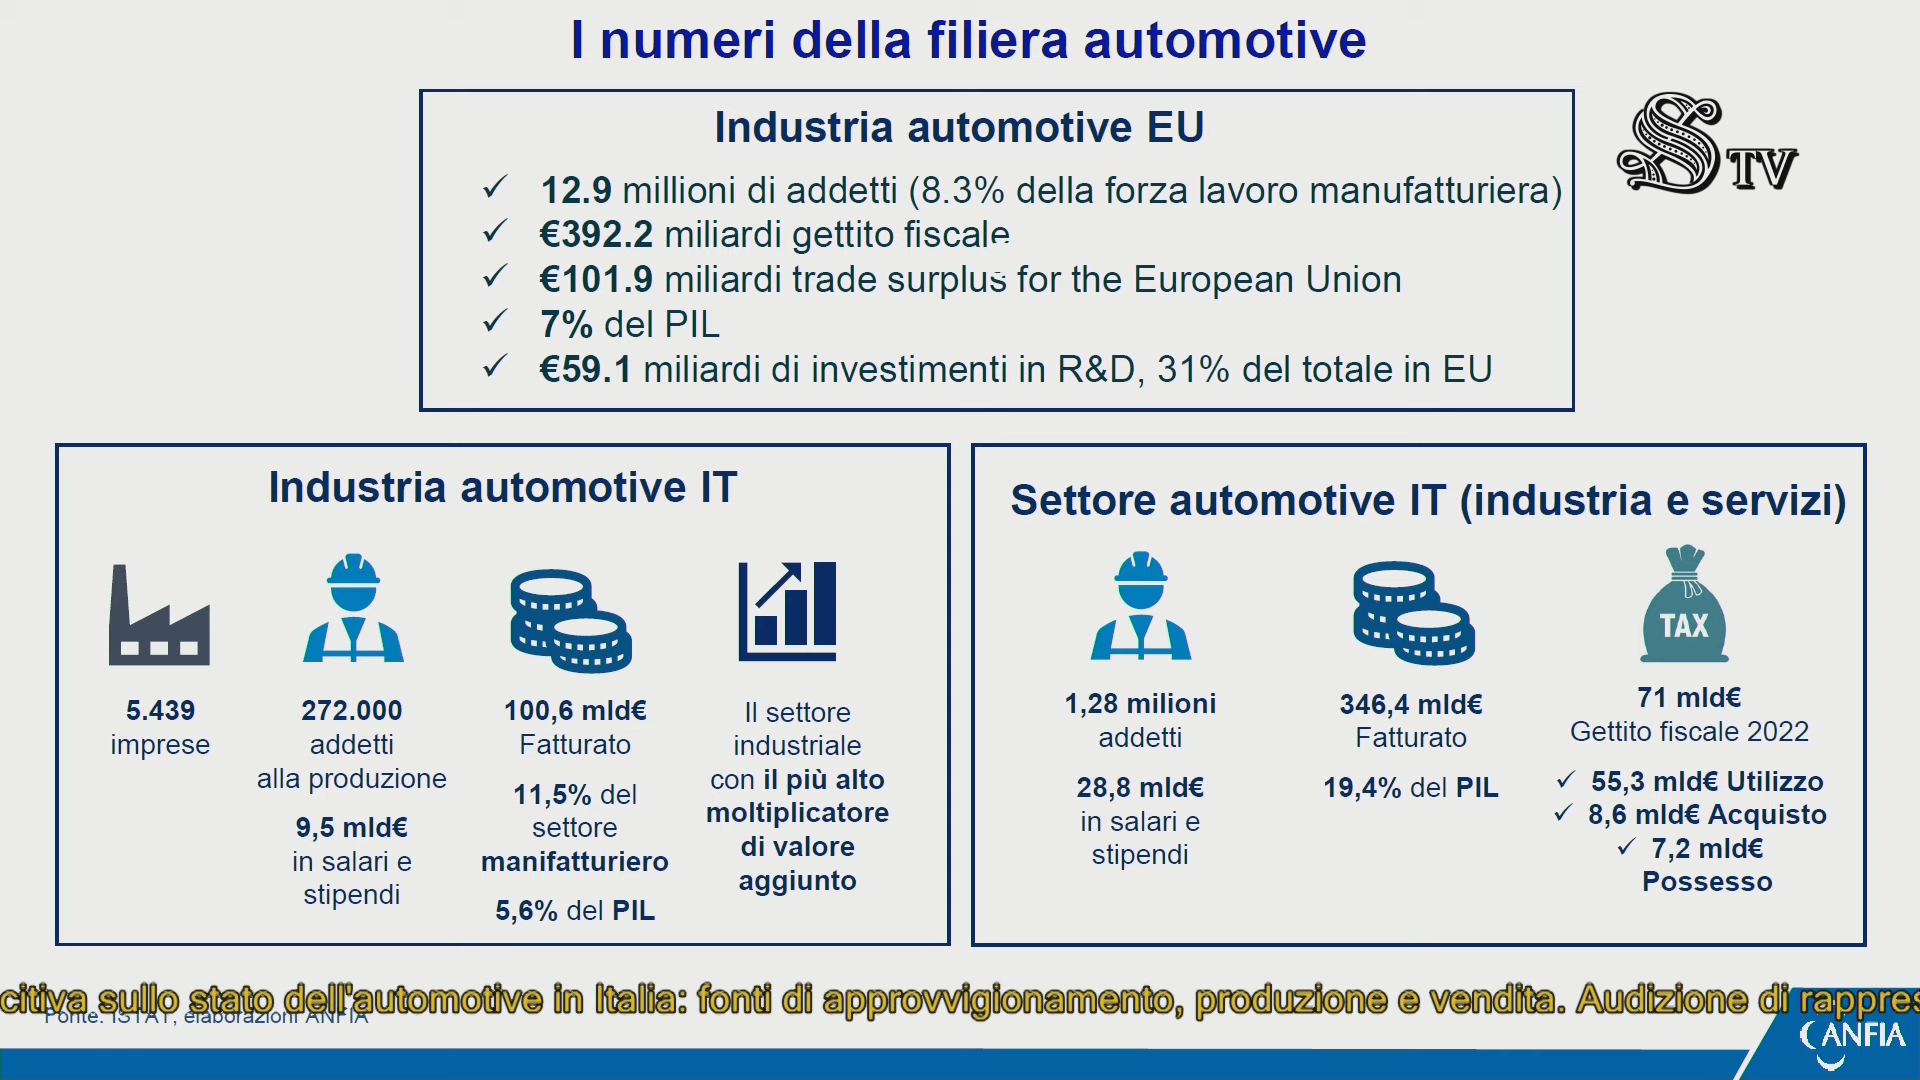 I numeri della filiera automotive
Industria automotive EU
✓ 12.9 millioni di addetti (8.3% della forza lavoro manufatturiera)
✓ €392.2 miliardi gettito fiscale
✓ €101.9 miliardi trade surplus for the European Union
✓ 7% del PIL
✓ €59.1 miliardi di investimenti in R&D, 31% del totale in EU
S TV
Industria automotive IT
5.439
imprese
272.000
addetti
alla produzione
9,5 mld€
in salari e
stipendi
100,6 mld€
Fatturato
11,5% del
settore
manifatturiero
5,6% del PIL
Il settore
industriale
con il più alto
moltiplicatore
di valore
aggiunto
Settore automotive IT (industria e servizi)
1,28 milioni
addetti
28,8 mld€
in salari e
stipendi
346,4 mld€
Fatturato
19,4% del PIL
TAX
71 mld€
Gettito fiscale 2022
✓ 55,3 mld€ Utilizzo
✓ 8,6 mld€ Acquisto
✓ 7,2 mld€
Possesso
citiva sullo stato dell'automotive in Italia: fonti di approvvigionamento, produzione e vendita. Audizione di rappres
Fonte: ISTAT, elaborazioni ANFIA
ANFIA